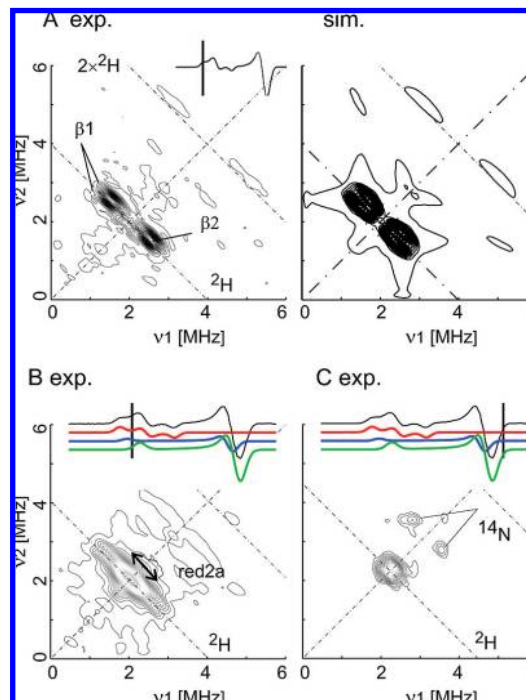 A exp.
sim.
2×²H
β1
β2
²H
ν2 [MHz]
0 2 4 6
ν1 [MHz]
0 2 4 6
0 2 4 6
ν1 [MHz]
B exp.
C exp.
red2a
¹⁴N
²H
²H
ν2 [MHz]
0 2 4 6
0 2 4 6
ν1 [MHz]
0 2 4 6
ν1 [MHz]